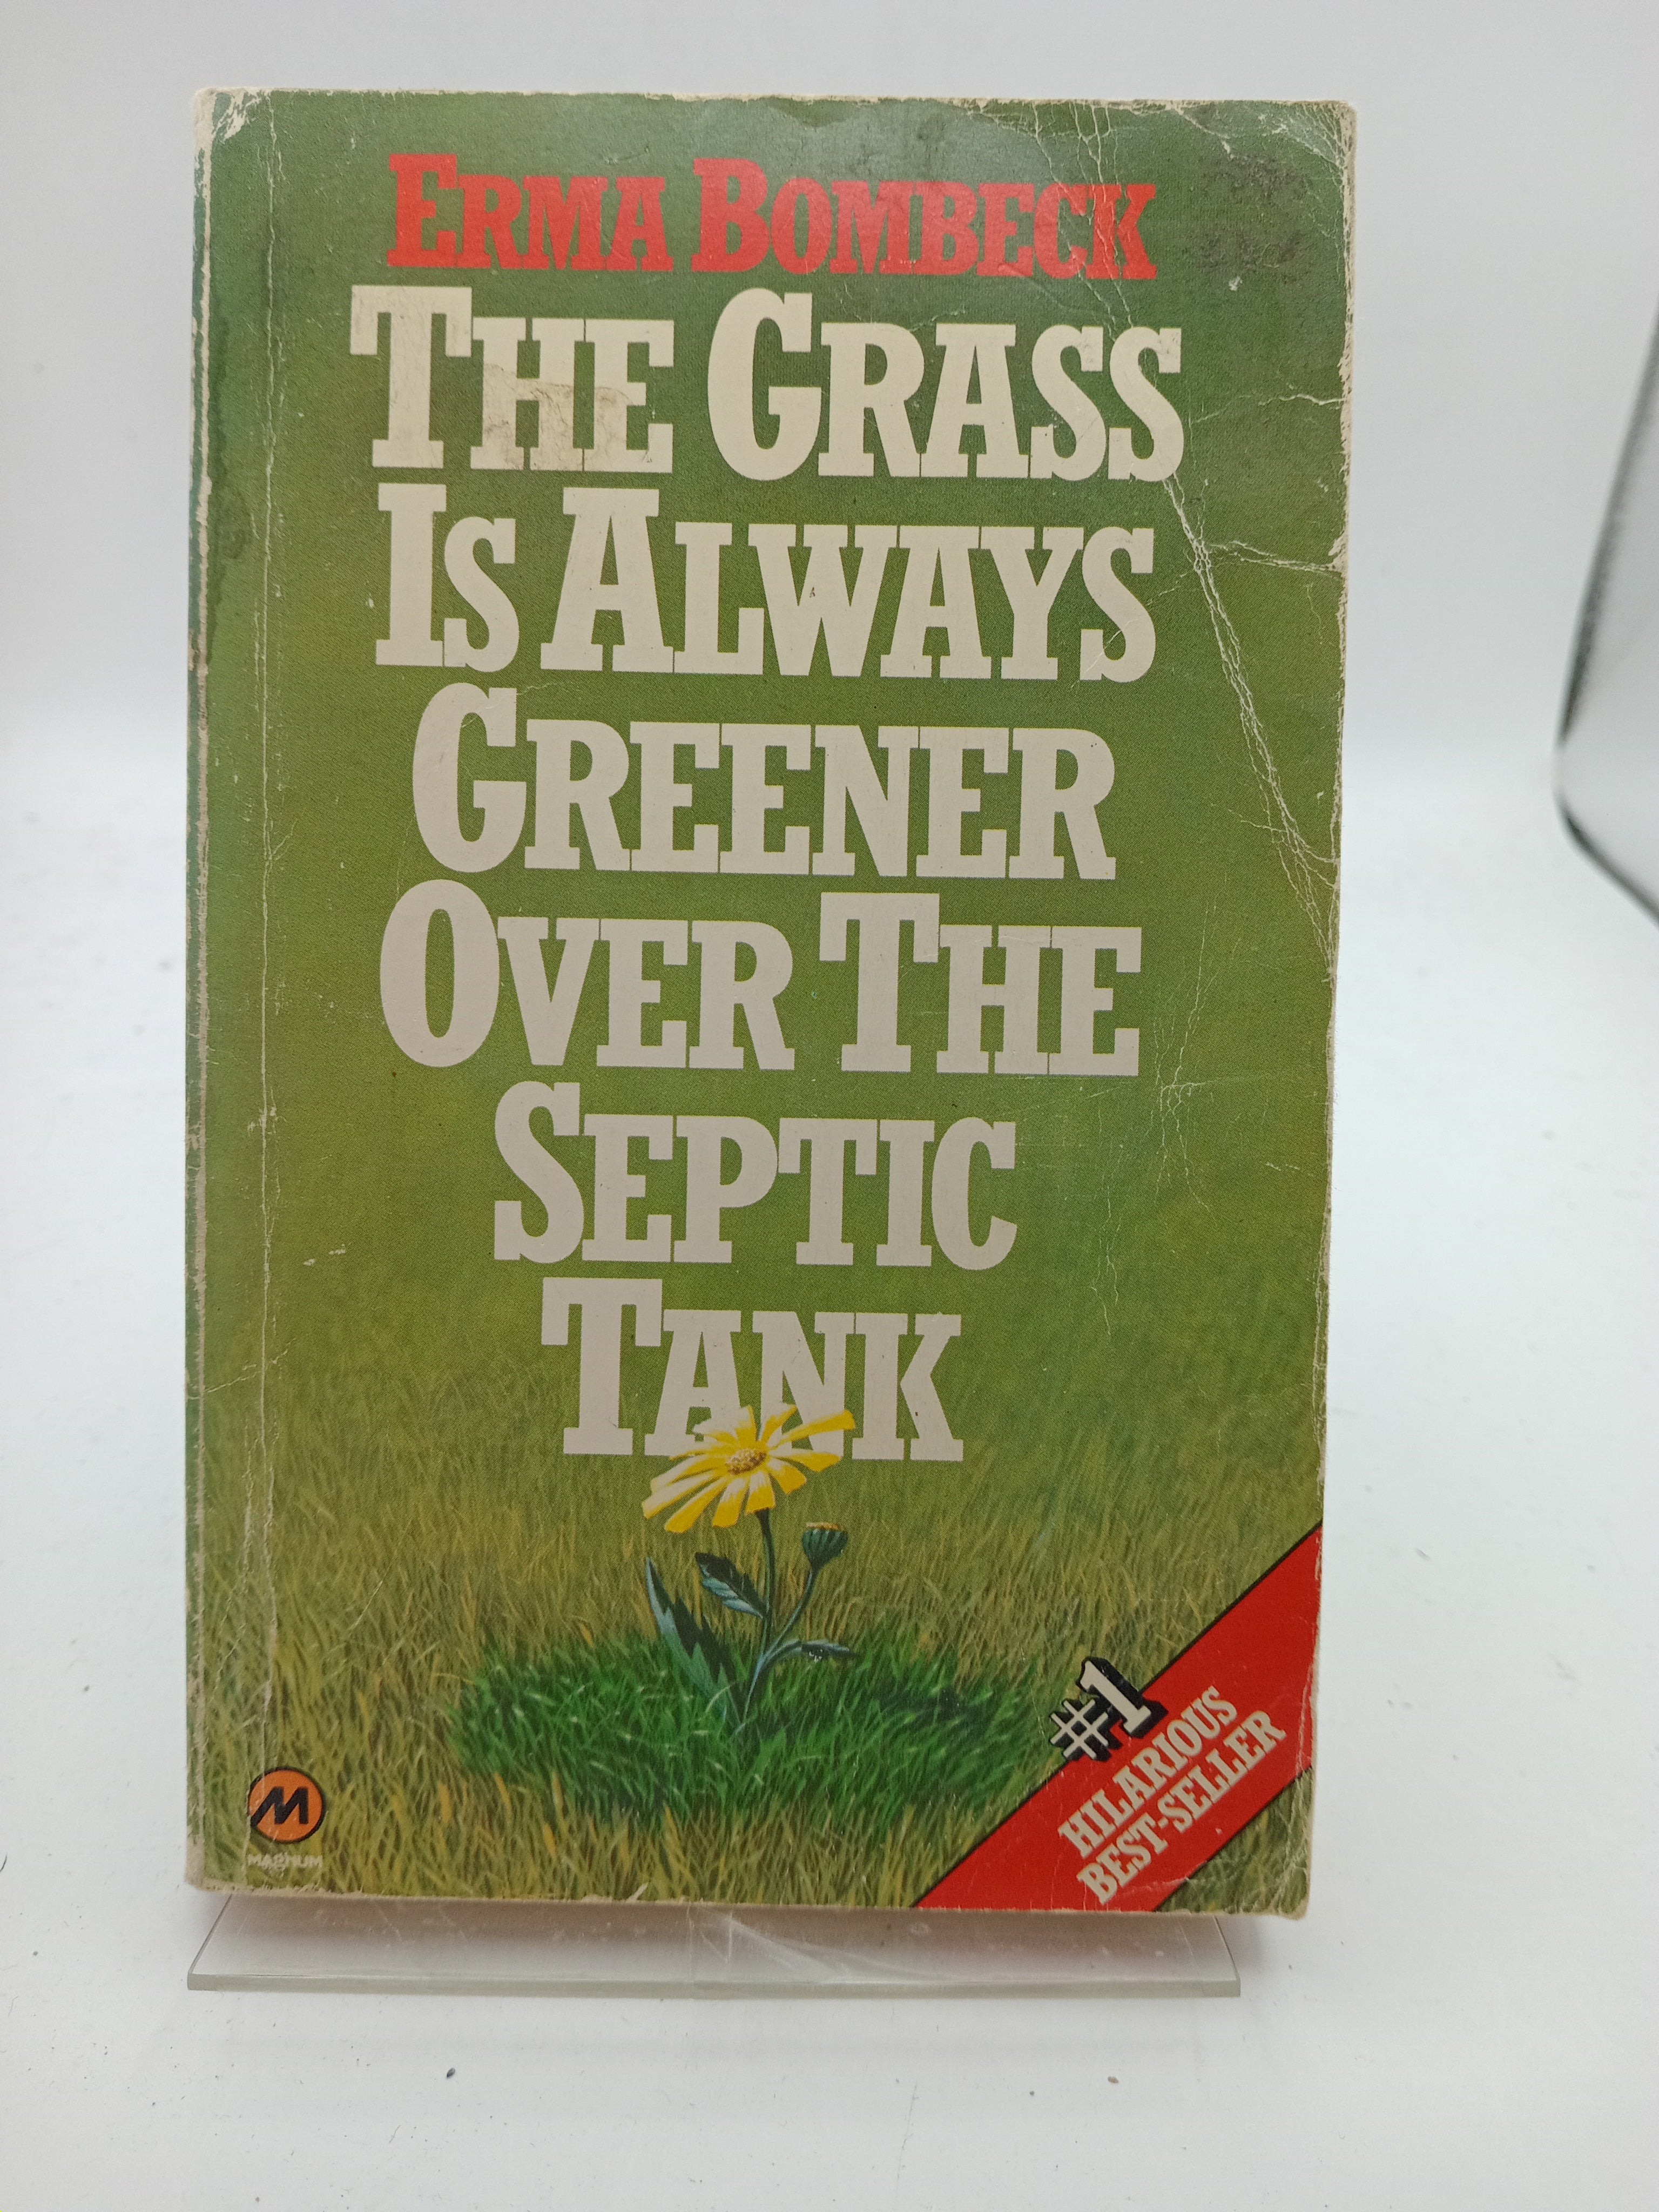 ERMA BOMBECK
THE GRASS
IS ALWAYS
GREENER
OVER THE
SEPTIC
TANK
#1
HILARIOUS
BEST-SELLER
M
MAGNUM